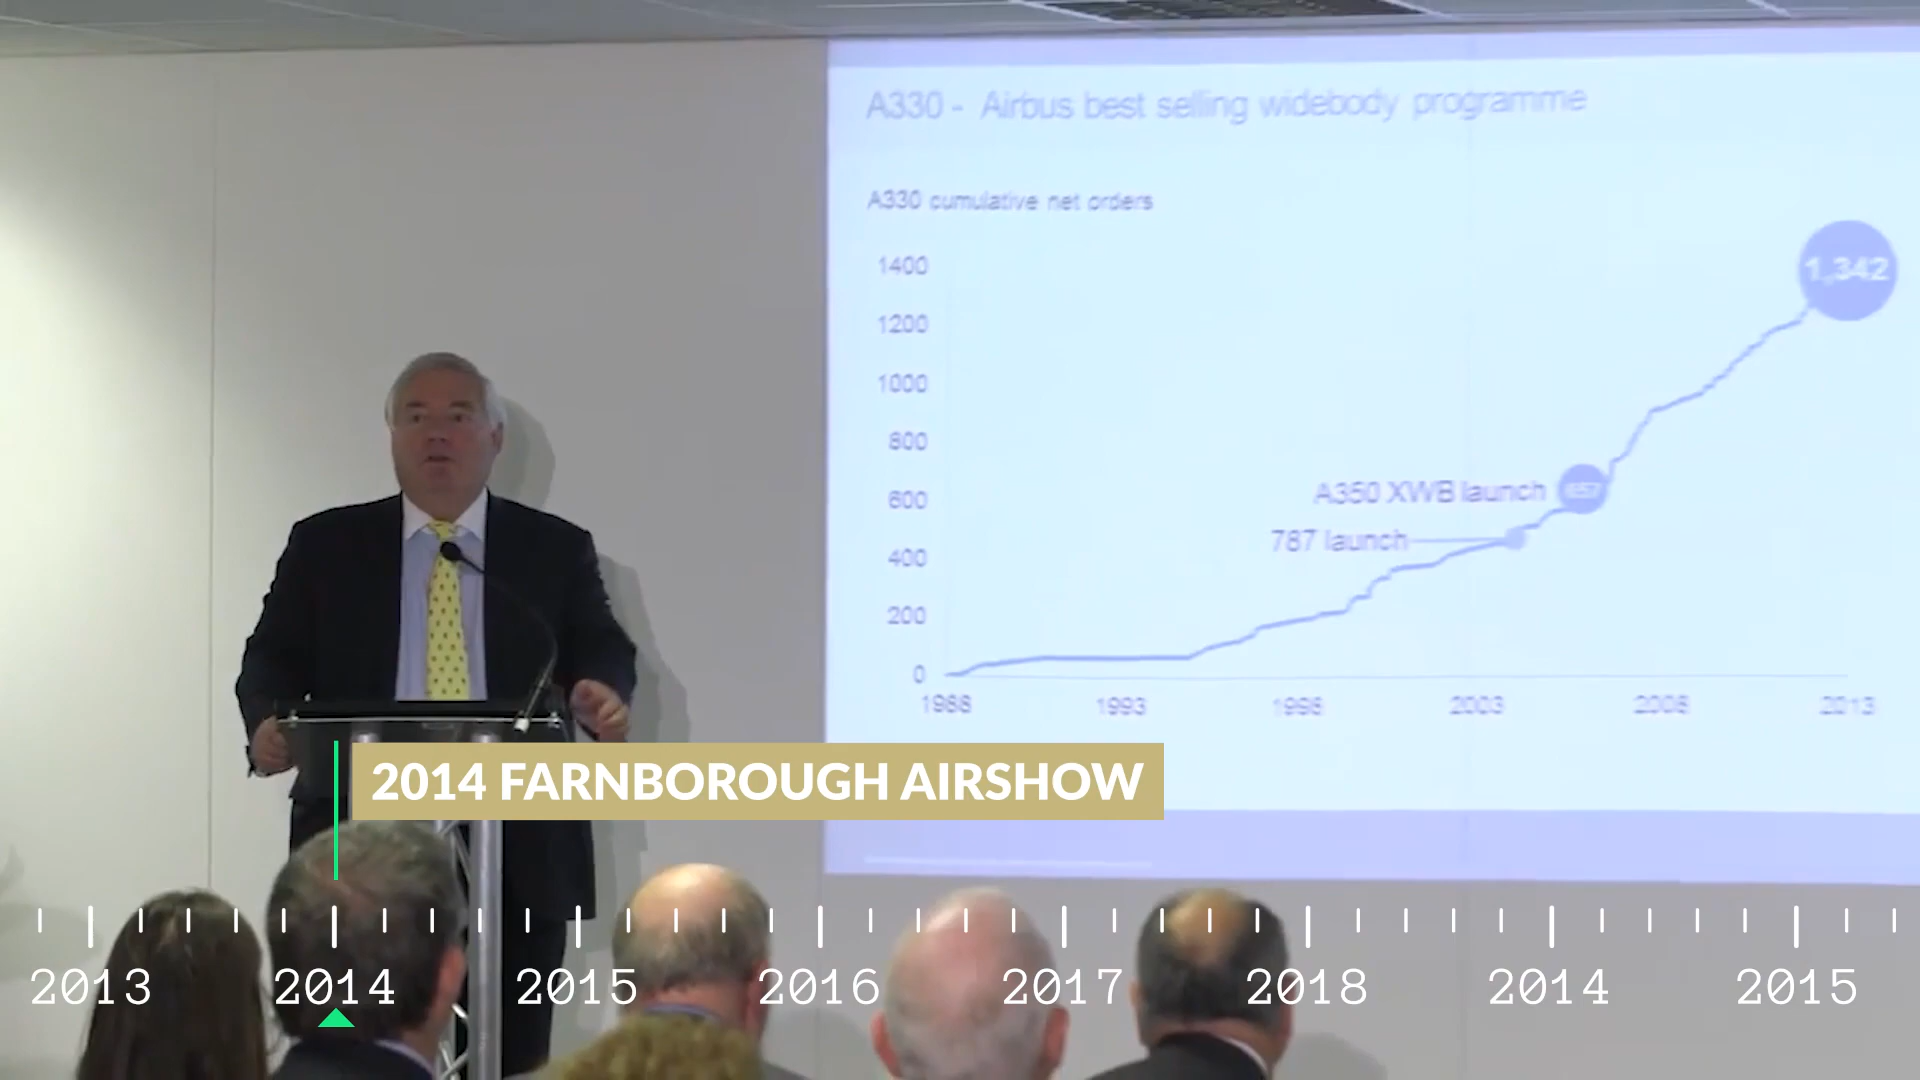 A330 - Airbus best selling widebody programme
A330 cumulative net orders
1400
1,342
1200
1000
800
600
A350 XWB launch
657
787 launch
400
200
0
1988 1993 1998 2003 2008 2013
2014 FARNBOROUGH AIRSHOW
2013 2014 2015 2016 2017 2018 2014 2015